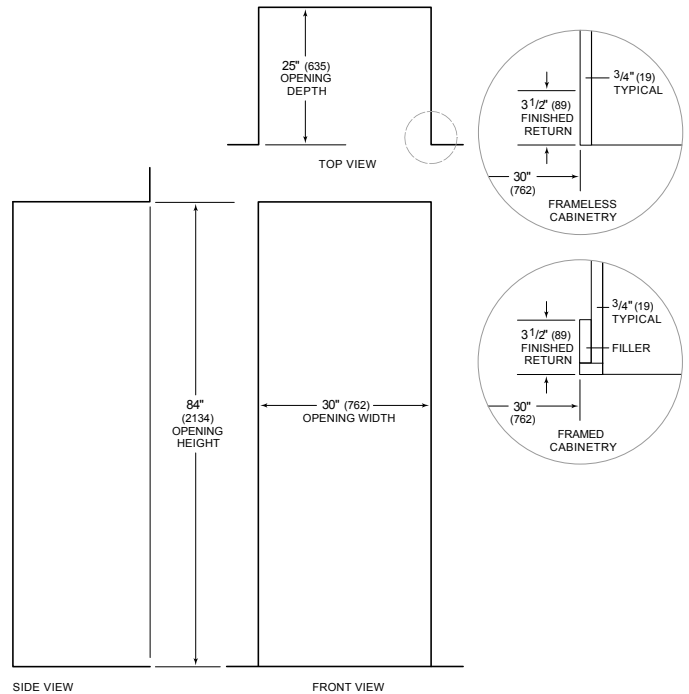 25" (635)
OPENING
DEPTH
TOP VIEW
3/4" (19)
TYPICAL
3 1/2" (89)
FINISHED
RETURN
30"
(762)
FRAMELESS
CABINETRY
3/4" (19)
TYPICAL
3 1/2" (89)
FINISHED
RETURN
FILLER
30"
(762)
FRAMED
CABINETRY
84"
(2134)
OPENING
HEIGHT
30" (762)
OPENING WIDTH
SIDE VIEW
FRONT VIEW